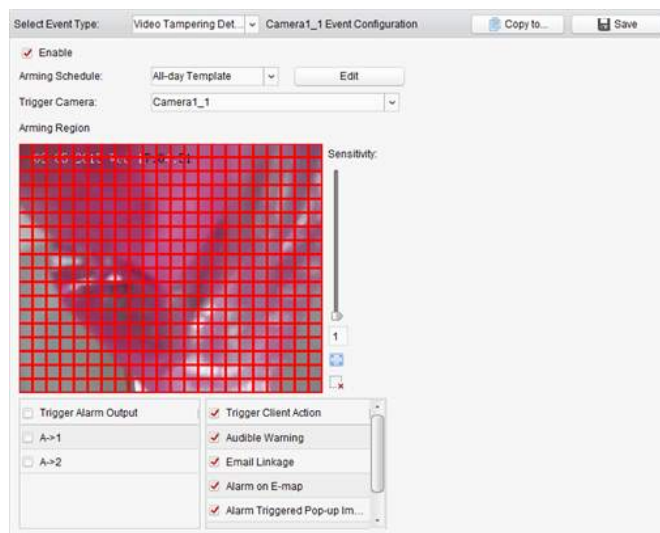 Select Event Type: Video Tampering Det... Camera1_1 Event Configuration Copy to... Save
Enable
Arming Schedule: All-day Template Edit
Trigger Camera: Camera1_1
Arming Region
Sensitivity:
1
Trigger Alarm Output Trigger Client Action
A->1 Audible Warning
A->2 Email Linkage
Alarm on E-map
Alarm Triggered Pop-up Im...